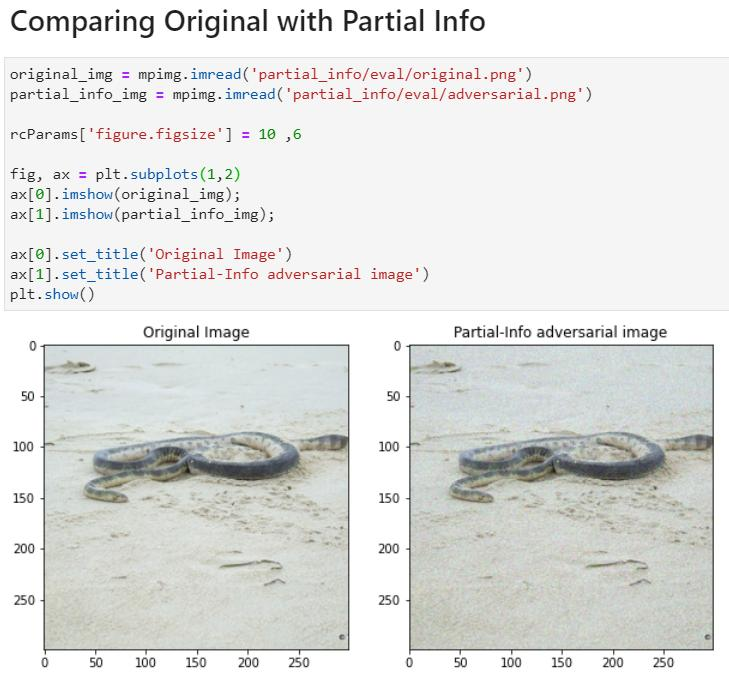 Comparing Original with Partial Info
original_img = mpimg.imread('partial_info/eval/original.png')
partial_info_img = mpimg.imread('partial_info/eval/adversarial.png')
rcParams['figure.figsize'] = 10 ,6
fig, ax = plt.subplots(1,2)
ax[0].imshow(original_img);
ax[1].imshow(partial_info_img);
ax[0].set_title('Original Image')
ax[1].set_title('Partial-Info adversarial image')
plt.show()
Original Image
0
50
100
150
200
250
0 50 100 150 200 250
Partial-Info adversarial image
0
50
100
150
200
250
0 50 100 150 200 250